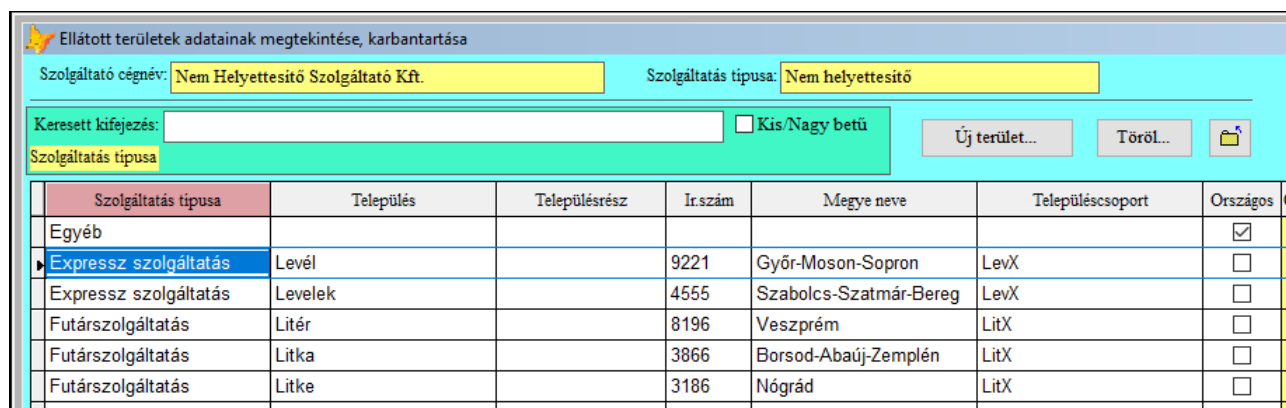 Ellátott területek adatainak megtekintése, karbantartása
Szolgáltató cégnév: Nem Helyettesítő Szolgáltató Kft. Szolgáltatás típusa: Nem helyettesítő
Keresett kifejezés: Kis/Nagy betű Új terület... Töröl...
Szolgáltatás típusa
Szolgáltatás típusa Település Településrész Ir.szám Megye neve Településcsoport Országos
Egyéb
Expressz szolgáltatás Levél 9221 Győr-Moson-Sopron LevX
Expressz szolgáltatás Levelek 4555 Szabolcs-Szatmár-Bereg LevX
Futárszolgáltatás Litér 8196 Veszprém LitX
Futárszolgáltatás Litka 3866 Borsod-Abaúj-Zemplén LitX
Futárszolgáltatás Litke 3186 Nógrád LitX